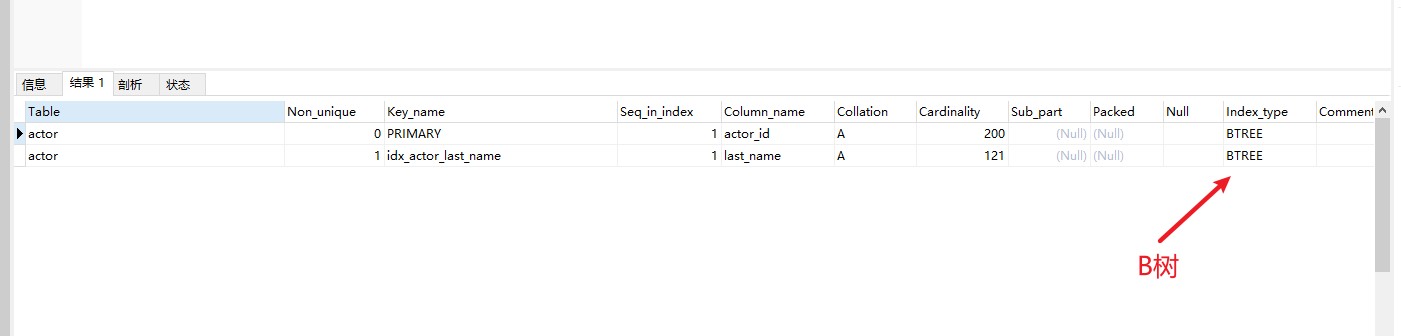 信息 结果 1 剖析 状态
Table Non_unique Key_name Seq_in_index Column_name Collation Cardinality Sub_part Packed Null Index_type Comment
actor 0 PRIMARY 1 actor_id A 200 (Null) (Null) BTREE
actor 1 idx_actor_last_name 1 last_name A 121 (Null) (Null) BTREE
B树